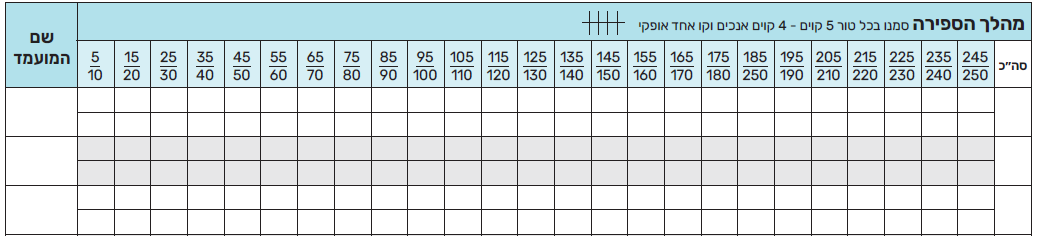 מהלך הספירה סמנו בכל טור 5 קוים - 4 קוים אנכים וקו אחד אופקי
שם
המועמד
5 15 25 35 45 55 65 75 85 95 105 115 125 135 145 155 165 175 185 195 205 215 225 235 245
10 20 30 40 50 60 70 80 90 100 110 120 130 140 150 160 170 180 250 190 210 220 230 240 250
סה״כ